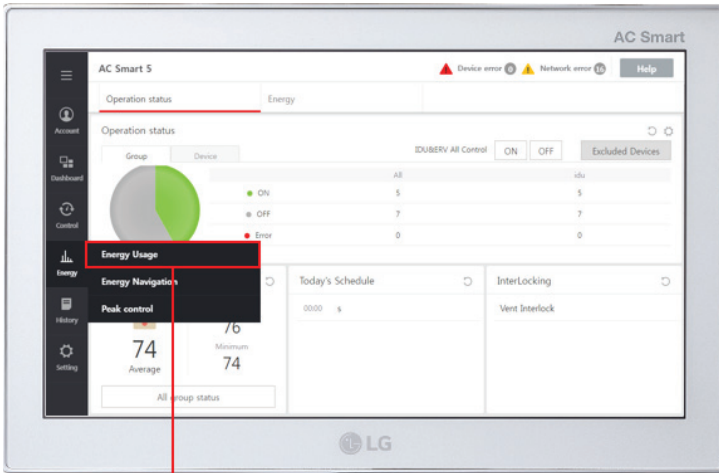 AC Smart
AC Smart 5
Device error 0
Network error 16
Help
Operation status
Energy
Account
Dashboard
Control
Energy
History
Setting
Operation status
Group
Device
IDU&ERV All Control
ON
OFF
Excluded Devices
All
idu
ON 5 5
OFF 7 7
Error 0 0
Energy Usage
Energy Navigation
Peak control
76
Minimum
74
74
Average
All group status
Today's Schedule
00:00 s
InterLocking
Vent Interlock
LG